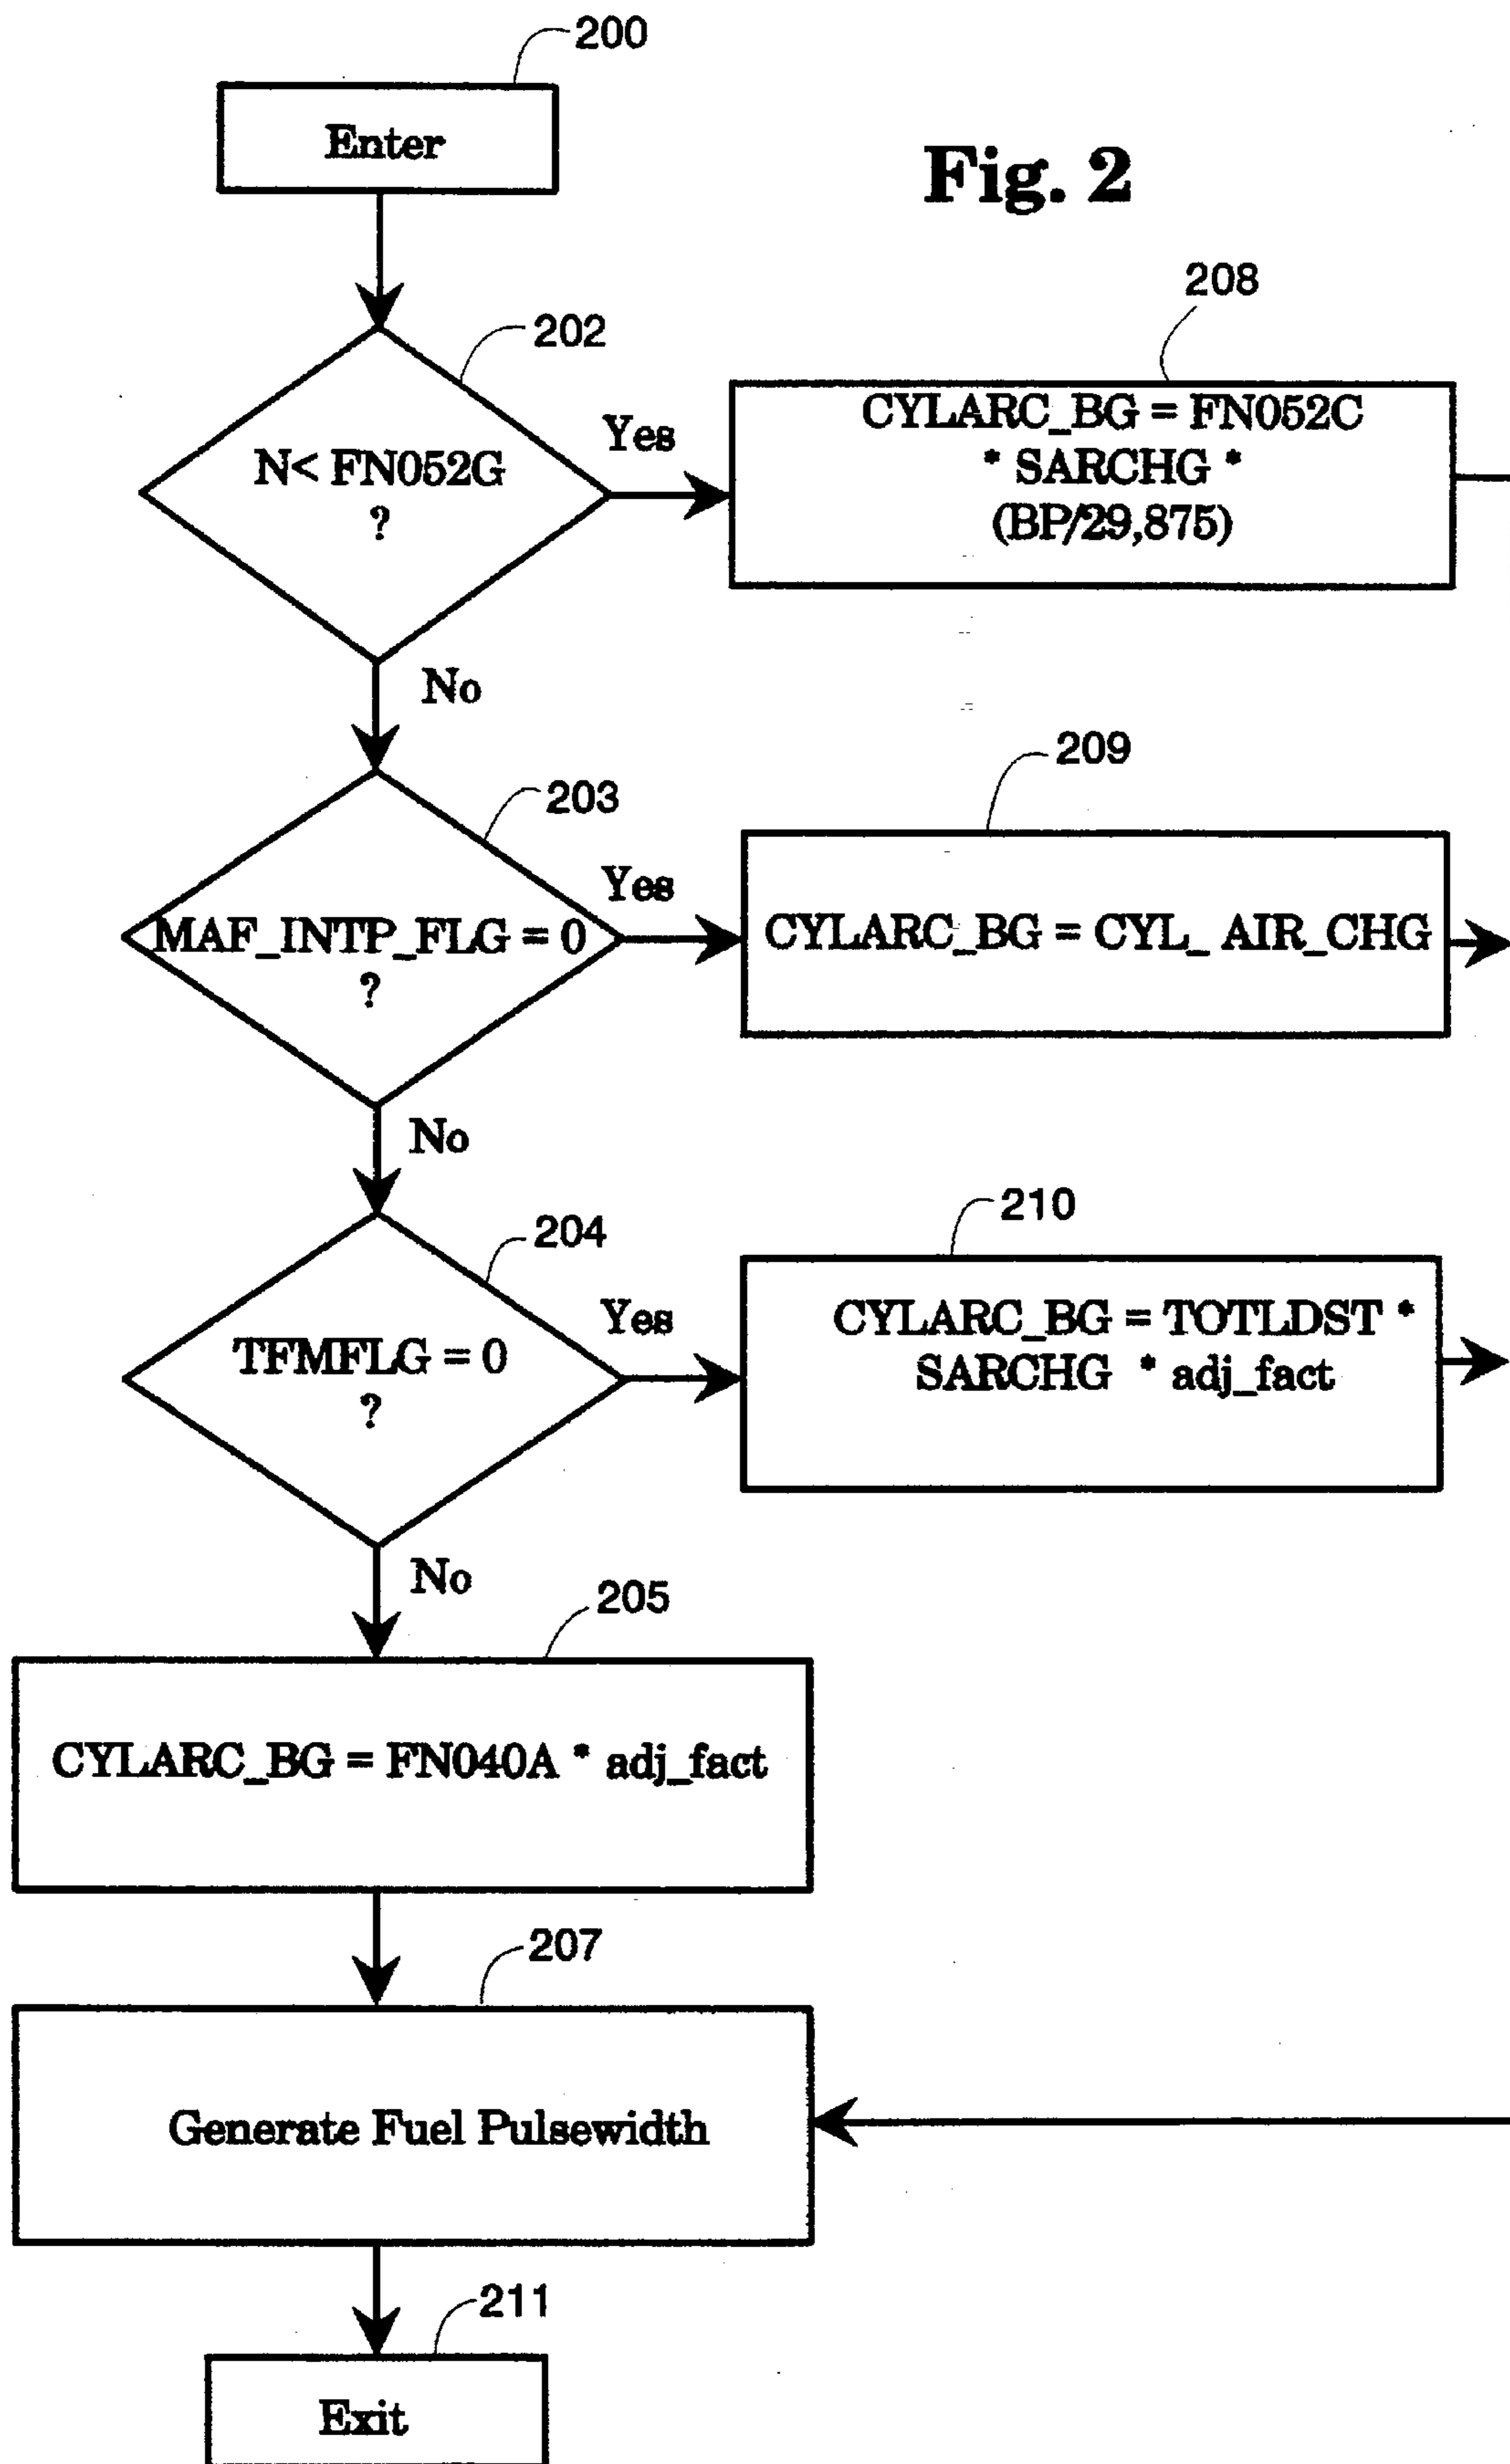 200
Enter
Fig. 2
202
N< FN052G
?
Yes
208
CYLARC_BG = FN052C
* SARCHG *
(BP/29,875)
No
203
MAF_INTP_FLG = 0
?
Yes
209
CYLARC_BG = CYL_ AIR_CHG
No
204
TFMFLG = 0
?
Yes
210
CYLARC_BG = TOTLDST *
SARCHG * adj_fact
No
205
CYLARC_BG = FN040A * adj_fact
207
Generate Fuel Pulsewidth
211
Exit